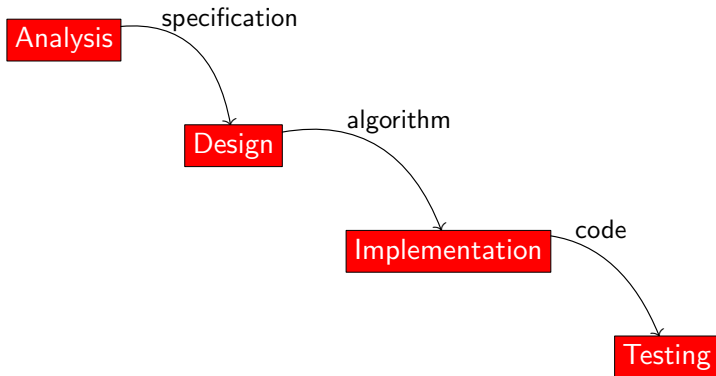 Analysis
specification
Design
algorithm
Implementation
code
Testing